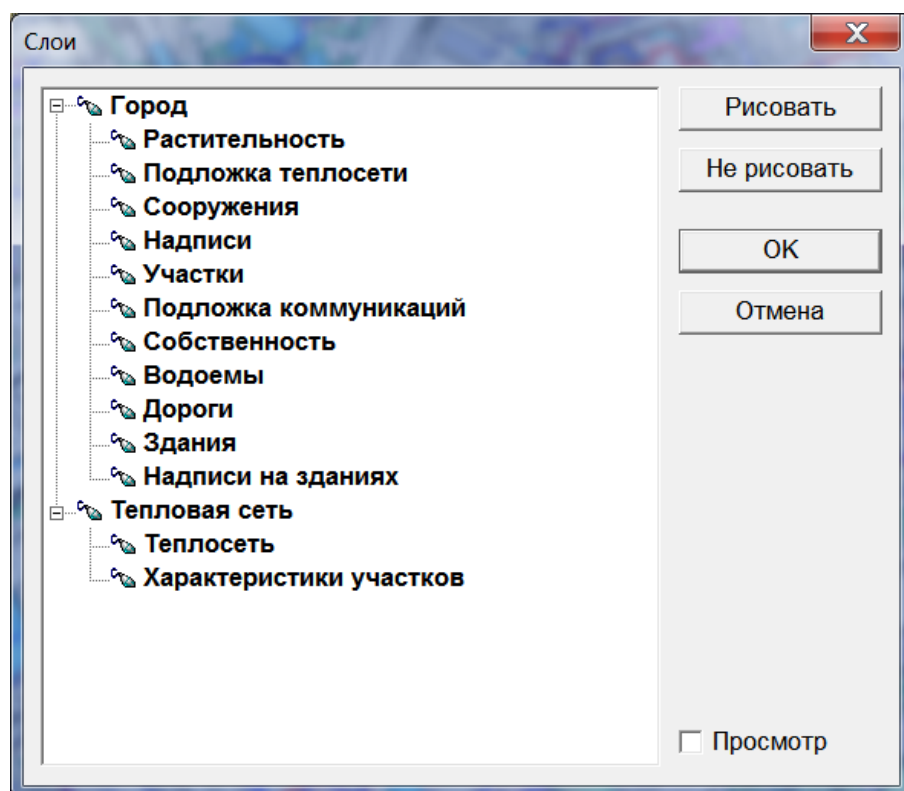 Слои
Город
Растительность
Подложка теплосети
Сооружения
Надписи
Участки
Подложка коммуникаций
Собственность
Водоемы
Дороги
Здания
Надписи на зданиях
Тепловая сеть
Теплосеть
Характеристики участков
Рисовать
Не рисовать
OK
Отмена
Просмотр